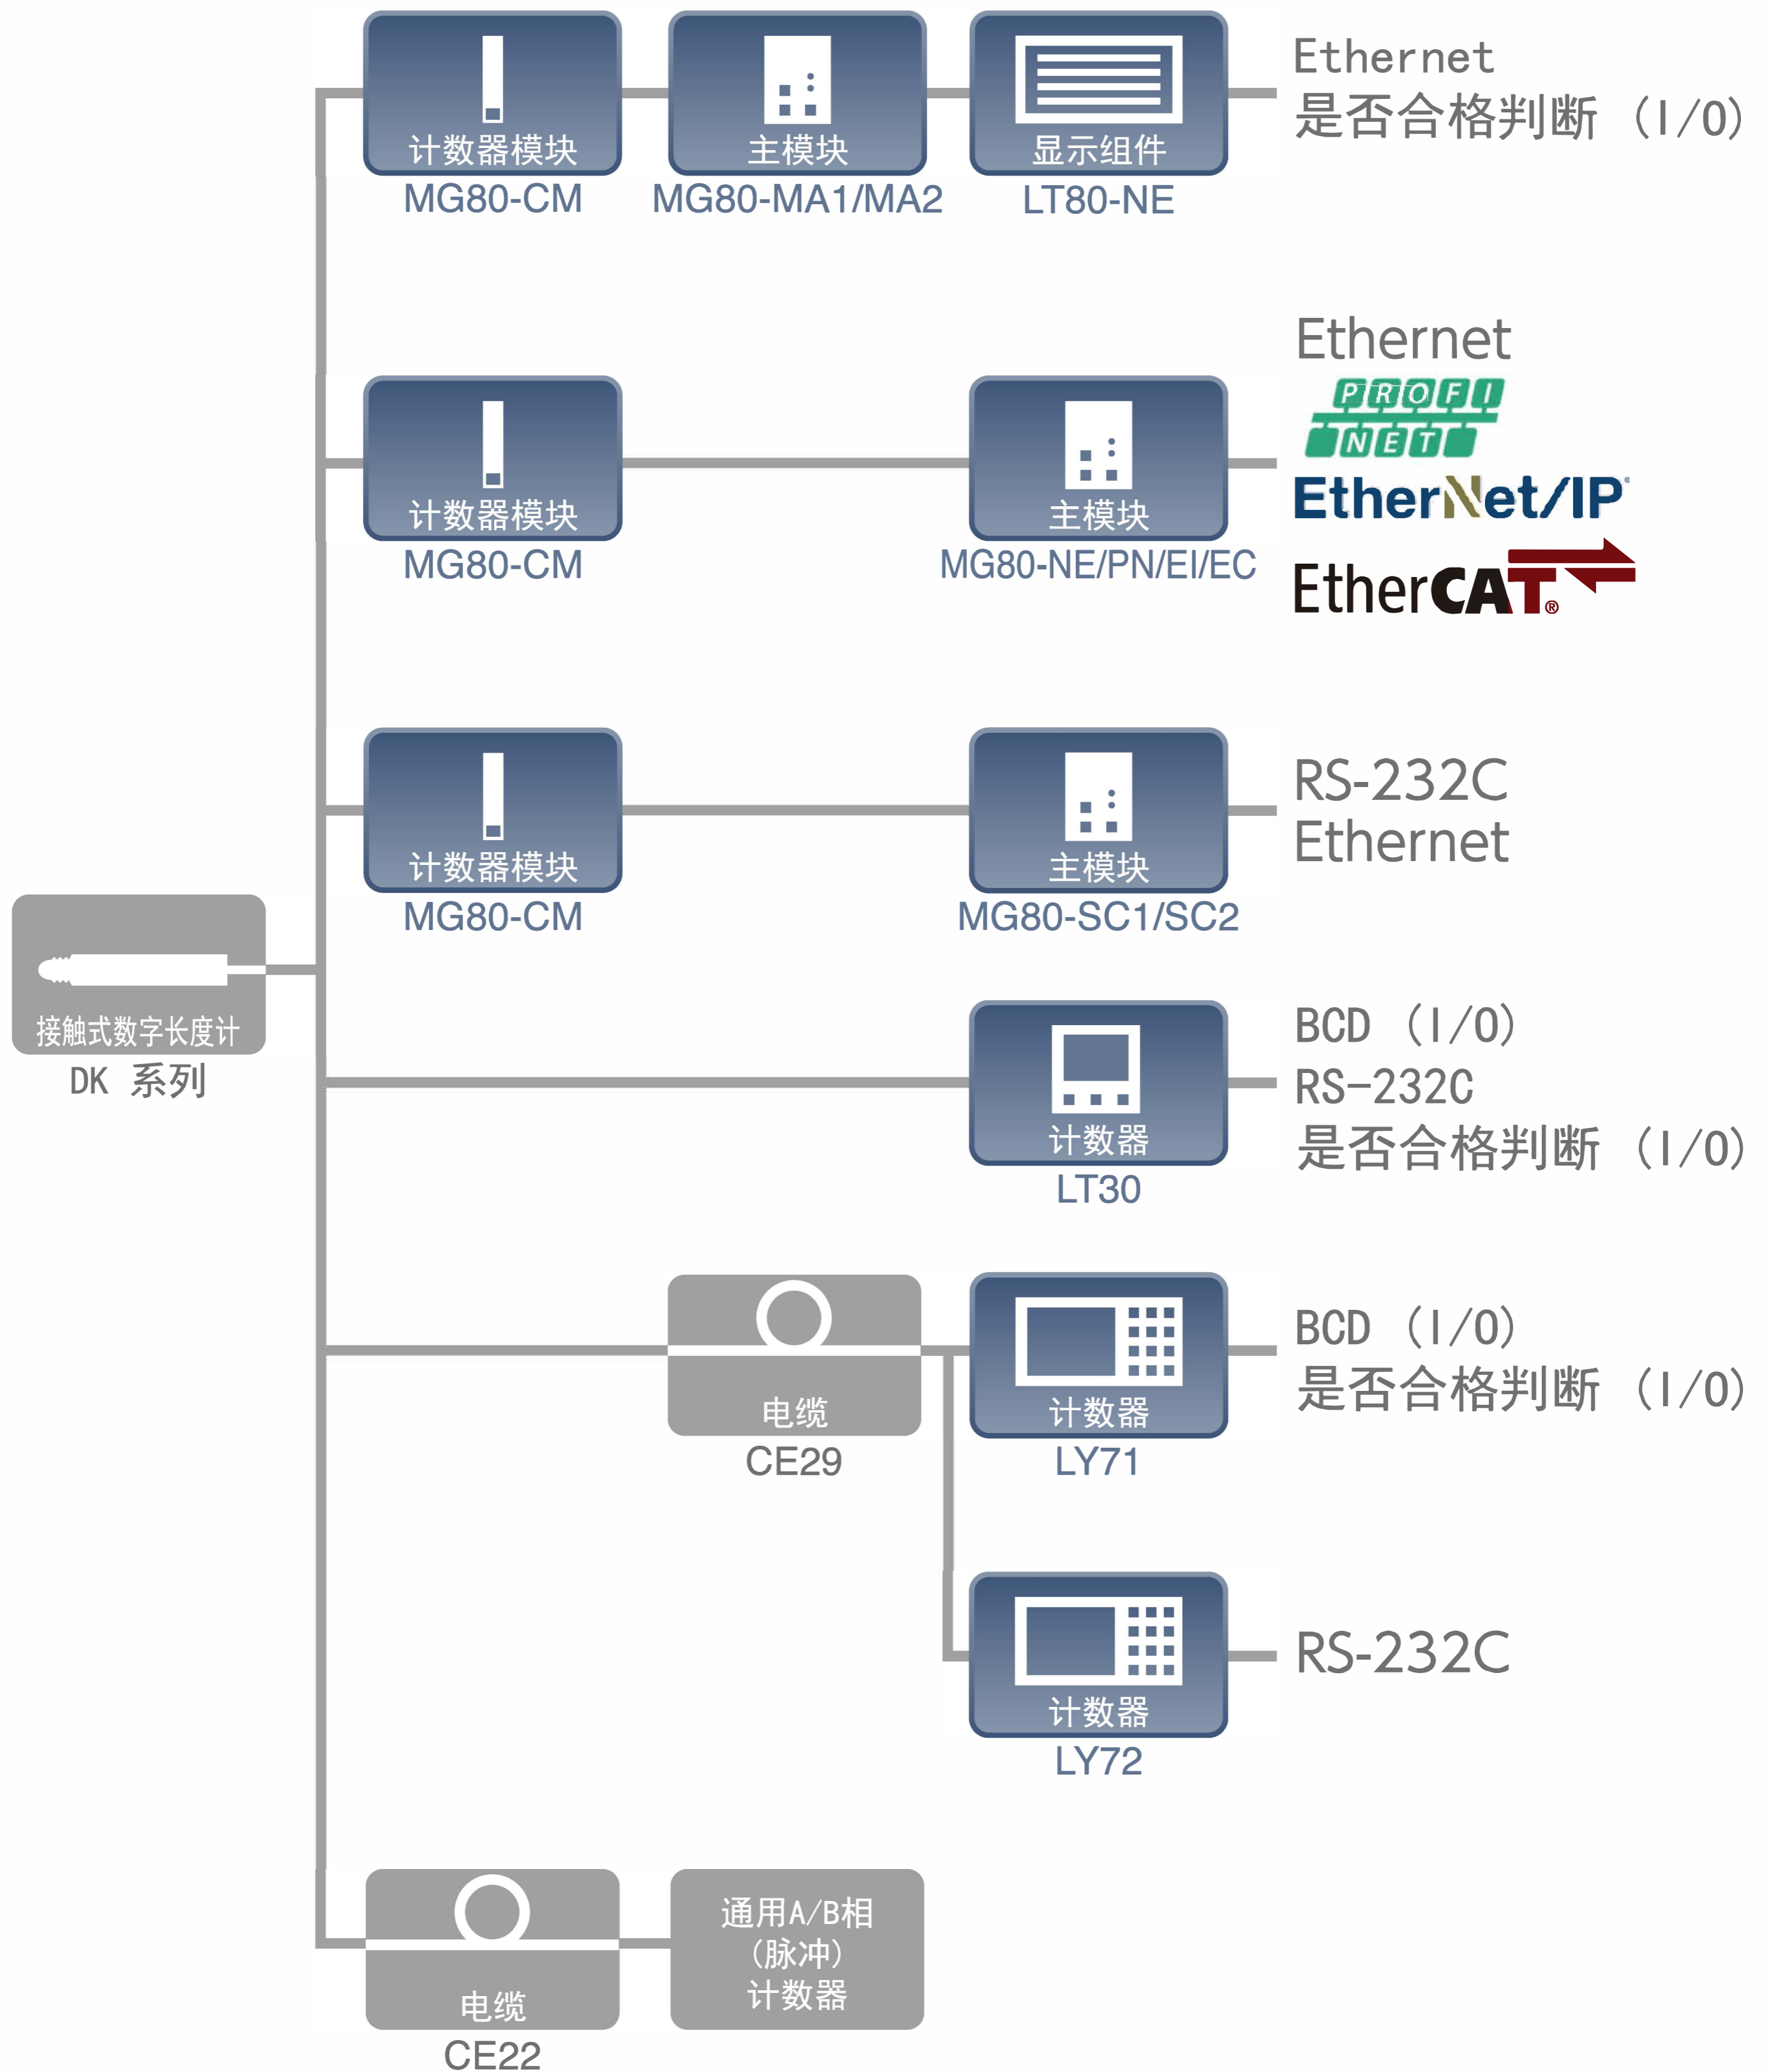 计数器模块
MG80-CM
主模块
MG80-MA1/MA2
显示组件
LT80-NE
Ethernet
是否合格判断 (I/O)
计数器模块
MG80-CM
主模块
MG80-NE/PN/EI/EC
Ethernet
PROFI
NET
EtherNet/IP
EtherCAT®
计数器模块
MG80-CM
主模块
MG80-SC1/SC2
RS-232C
Ethernet
接触式数字长度计
DK 系列
计数器
LT30
BCD (I/O)
RS-232C
是否合格判断 (I/O)
电缆
CE29
计数器
LY71
BCD (I/O)
是否合格判断 (I/O)
计数器
LY72
RS-232C
电缆
CE22
通用A/B相
(脉冲)
计数器